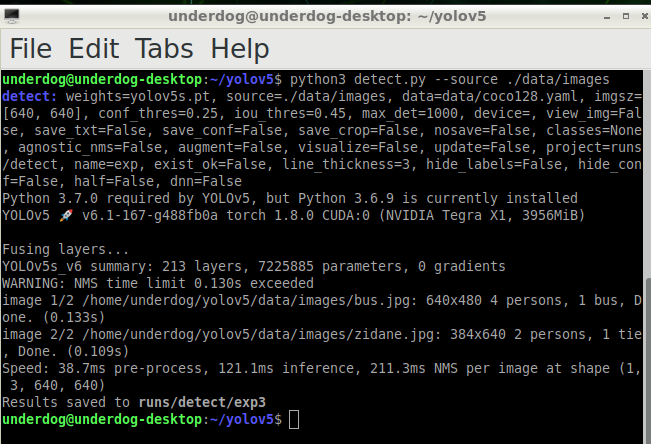 underdog@underdog-desktop: ~/yolov5
File Edit Tabs Help
underdog@underdog-desktop:~/yolov5$ python3 detect.py --source ./data/images
detect: weights=yolov5s.pt, source=./data/images, data=data/coco128.yaml, imgsz=
[640, 640], conf_thres=0.25, iou_thres=0.45, max_det=1000, device=, view_img=Fal
se, save_txt=False, save_conf=False, save_crop=False, nosave=False, classes=None
, agnostic_nms=False, augment=False, visualize=False, update=False, project=runs
/detect, name=exp, exist_ok=False, line_thickness=3, hide_labels=False, hide_con
f=False, half=False, dnn=False
Python 3.7.0 required by YOLOv5, but Python 3.6.9 is currently installed
YOLOv5 🚀 v6.1-167-g488fb0a torch 1.8.0 CUDA:0 (NVIDIA Tegra X1, 3956MiB)
Fusing layers...
YOLOv5s_v6 summary: 213 layers, 7225885 parameters, 0 gradients
WARNING: NMS time limit 0.130s exceeded
image 1/2 /home/underdog/yolov5/data/images/bus.jpg: 640x480 4 persons, 1 bus, D
one. (0.133s)
image 2/2 /home/underdog/yolov5/data/images/zidane.jpg: 384x640 2 persons, 1 tie
, Done. (0.109s)
Speed: 38.7ms pre-process, 121.1ms inference, 211.3ms NMS per image at shape (1,
 3, 640, 640)
Results saved to runs/detect/exp3
underdog@underdog-desktop:~/yolov5$